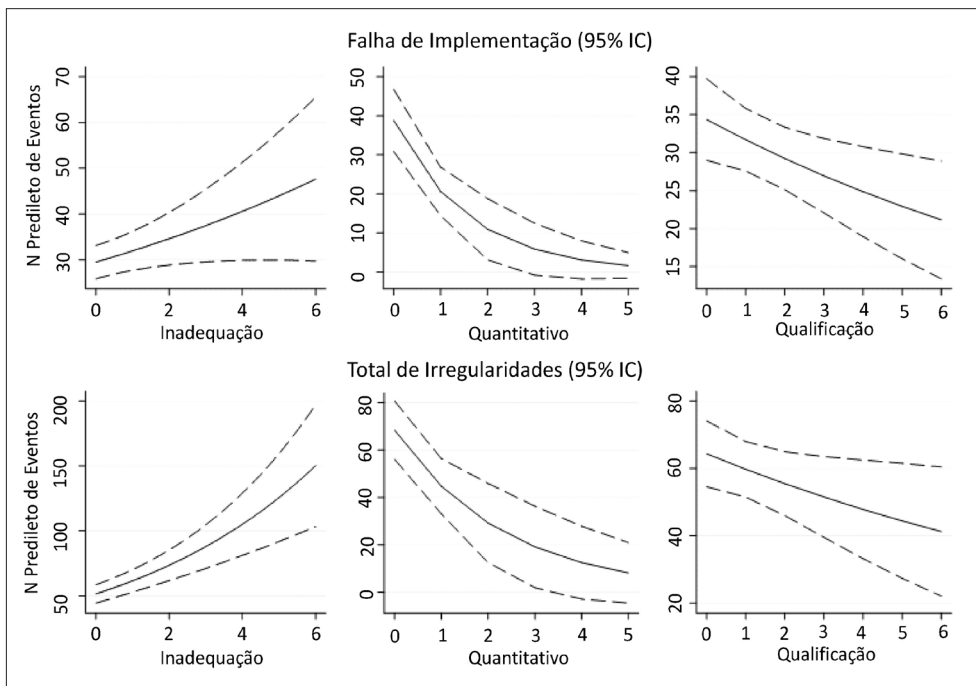 Falha de Implementação (95% IC)
N Predileto de Eventos
70
60
50
40
30
0 2 4 6
Inadequação
50
40
30
20
10
0
0 1 2 3 4 5
Quantitativo
40
35
30
25
20
15
0 1 2 3 4 5 6
Qualificação
Total de Irregularidades (95% IC)
N Predileto de Eventos
200
150
100
50
0 2 4 6
Inadequação
80
60
40
20
0
0 1 2 3 4 5
Quantitativo
80
60
40
20
0 1 2 3 4 5 6
Qualificação